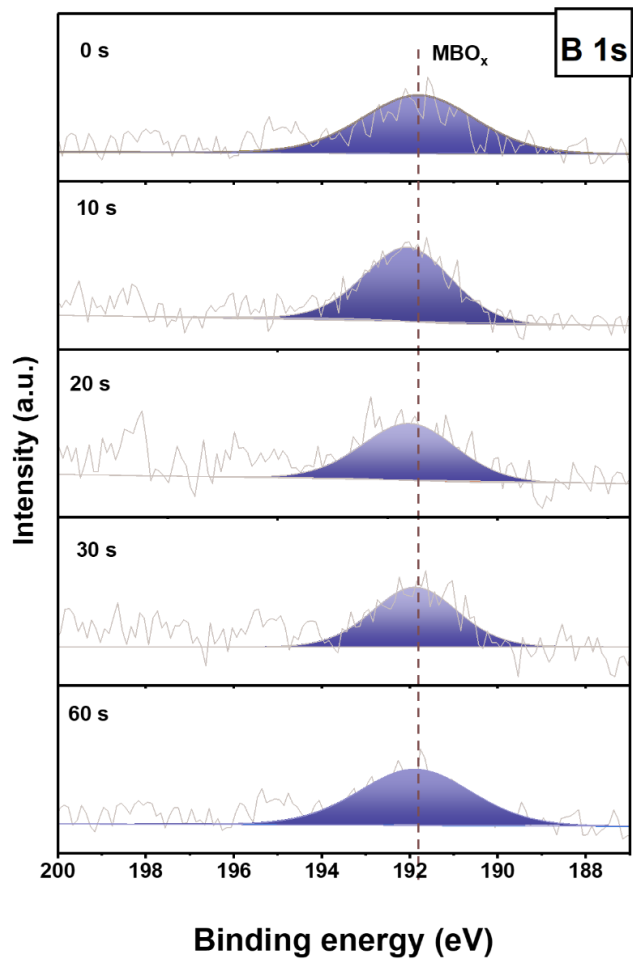 0 s
MBOₓ
B 1s
10 s
20 s
30 s
60 s
Intensity (a.u.)
200 198 196 194 192 190 188
Binding energy (eV)